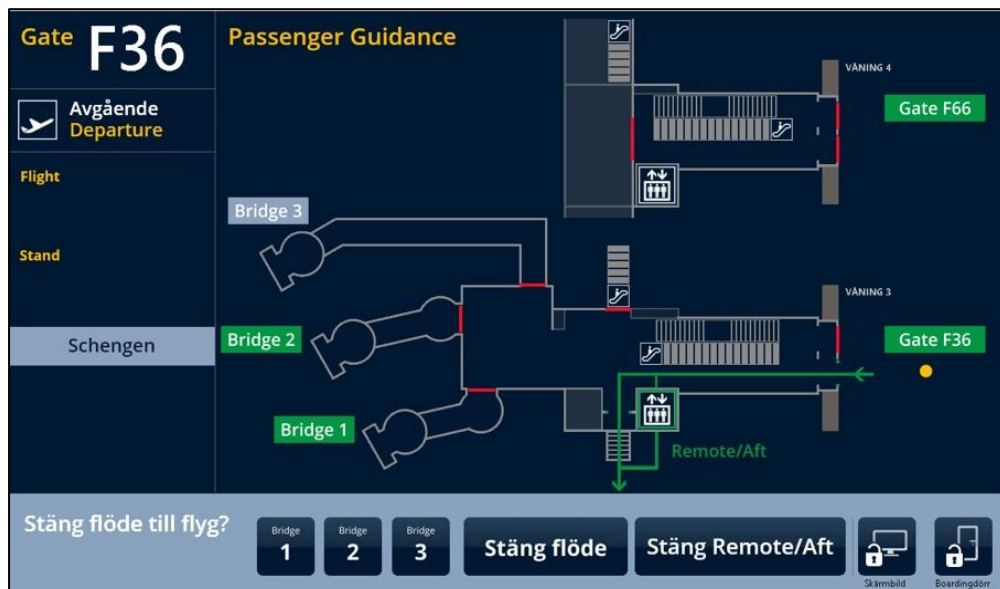 Gate F36
Avgående
Departure
Flight
Stand
Schengen
Passenger Guidance
VÅNING 4
Gate F66
Bridge 3
VÅNING 3
Bridge 2
Gate F36
Bridge 1
Remote/Aft
Stäng flöde till flyg?
Bridge
1
Bridge
2
Bridge
3
Stäng flöde
Stäng Remote/Aft
Skärmbild
Boardingdörr